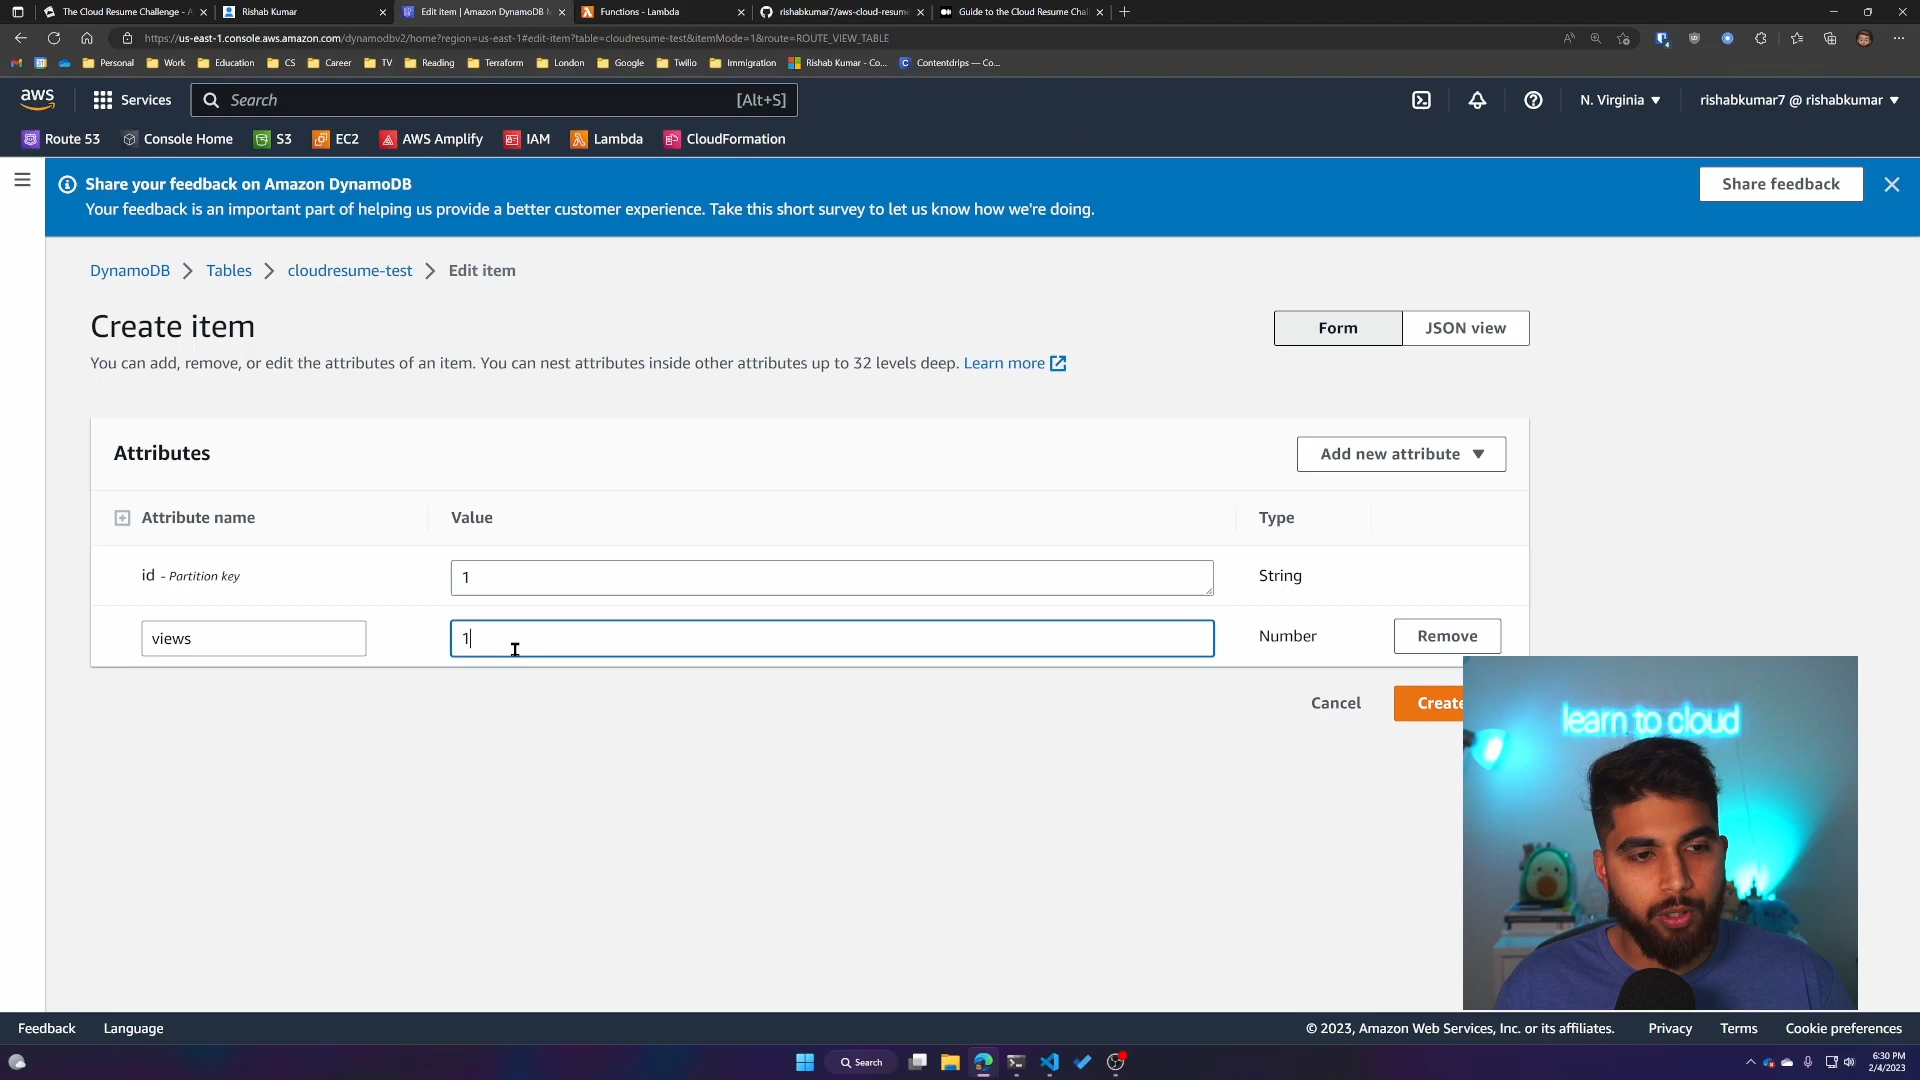 The Cloud Resume Challenge - A
Rishab Kumar
Edit item | Amazon DynamoDB M
Functions - Lambda
rishabkumar7/aws-cloud-resume
Guide to the Cloud Resume Chal
https://us-east-1.console.aws.amazon.com/dynamodbv2/home?region=us-east-1#edit-item?table=cloudresume-test&itemMode=1&route=ROUTE_VIEW_TABLE
Personal Work Education CS Career TV Reading Terraform London Google Twilio Immigration Rishab Kumar - Co... Contentdrips — Co...
aws Services Search [Alt+S] N. Virginia ▼ rishabkumar7 @ rishabkumar ▼
Route 53 Console Home S3 EC2 AWS Amplify IAM Lambda CloudFormation
Share your feedback on Amazon DynamoDB
Your feedback is an important part of helping us provide a better customer experience. Take this short survey to let us know how we're doing.
Share feedback
DynamoDB > Tables > cloudresume-test > Edit item
Create item
Form JSON view
You can add, remove, or edit the attributes of an item. You can nest attributes inside other attributes up to 32 levels deep. Learn more
Attributes
Add new attribute ▼
Attribute name Value Type
id - Partition key 1 String
views 1 Number Remove
Cancel Create
learn to cloud
Feedback Language © 2023, Amazon Web Services, Inc. or its affiliates. Privacy Terms Cookie preferences
Search
6:30 PM
2/4/2023